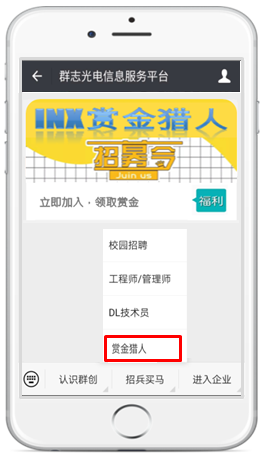 群志光电信息服务平台
INX赏金猎人
招募令
Join us
立即加入，领取赏金
福利
校园招聘
工程师/管理师
DL技术员
赏金猎人
认识群创
招兵买马
进入企业